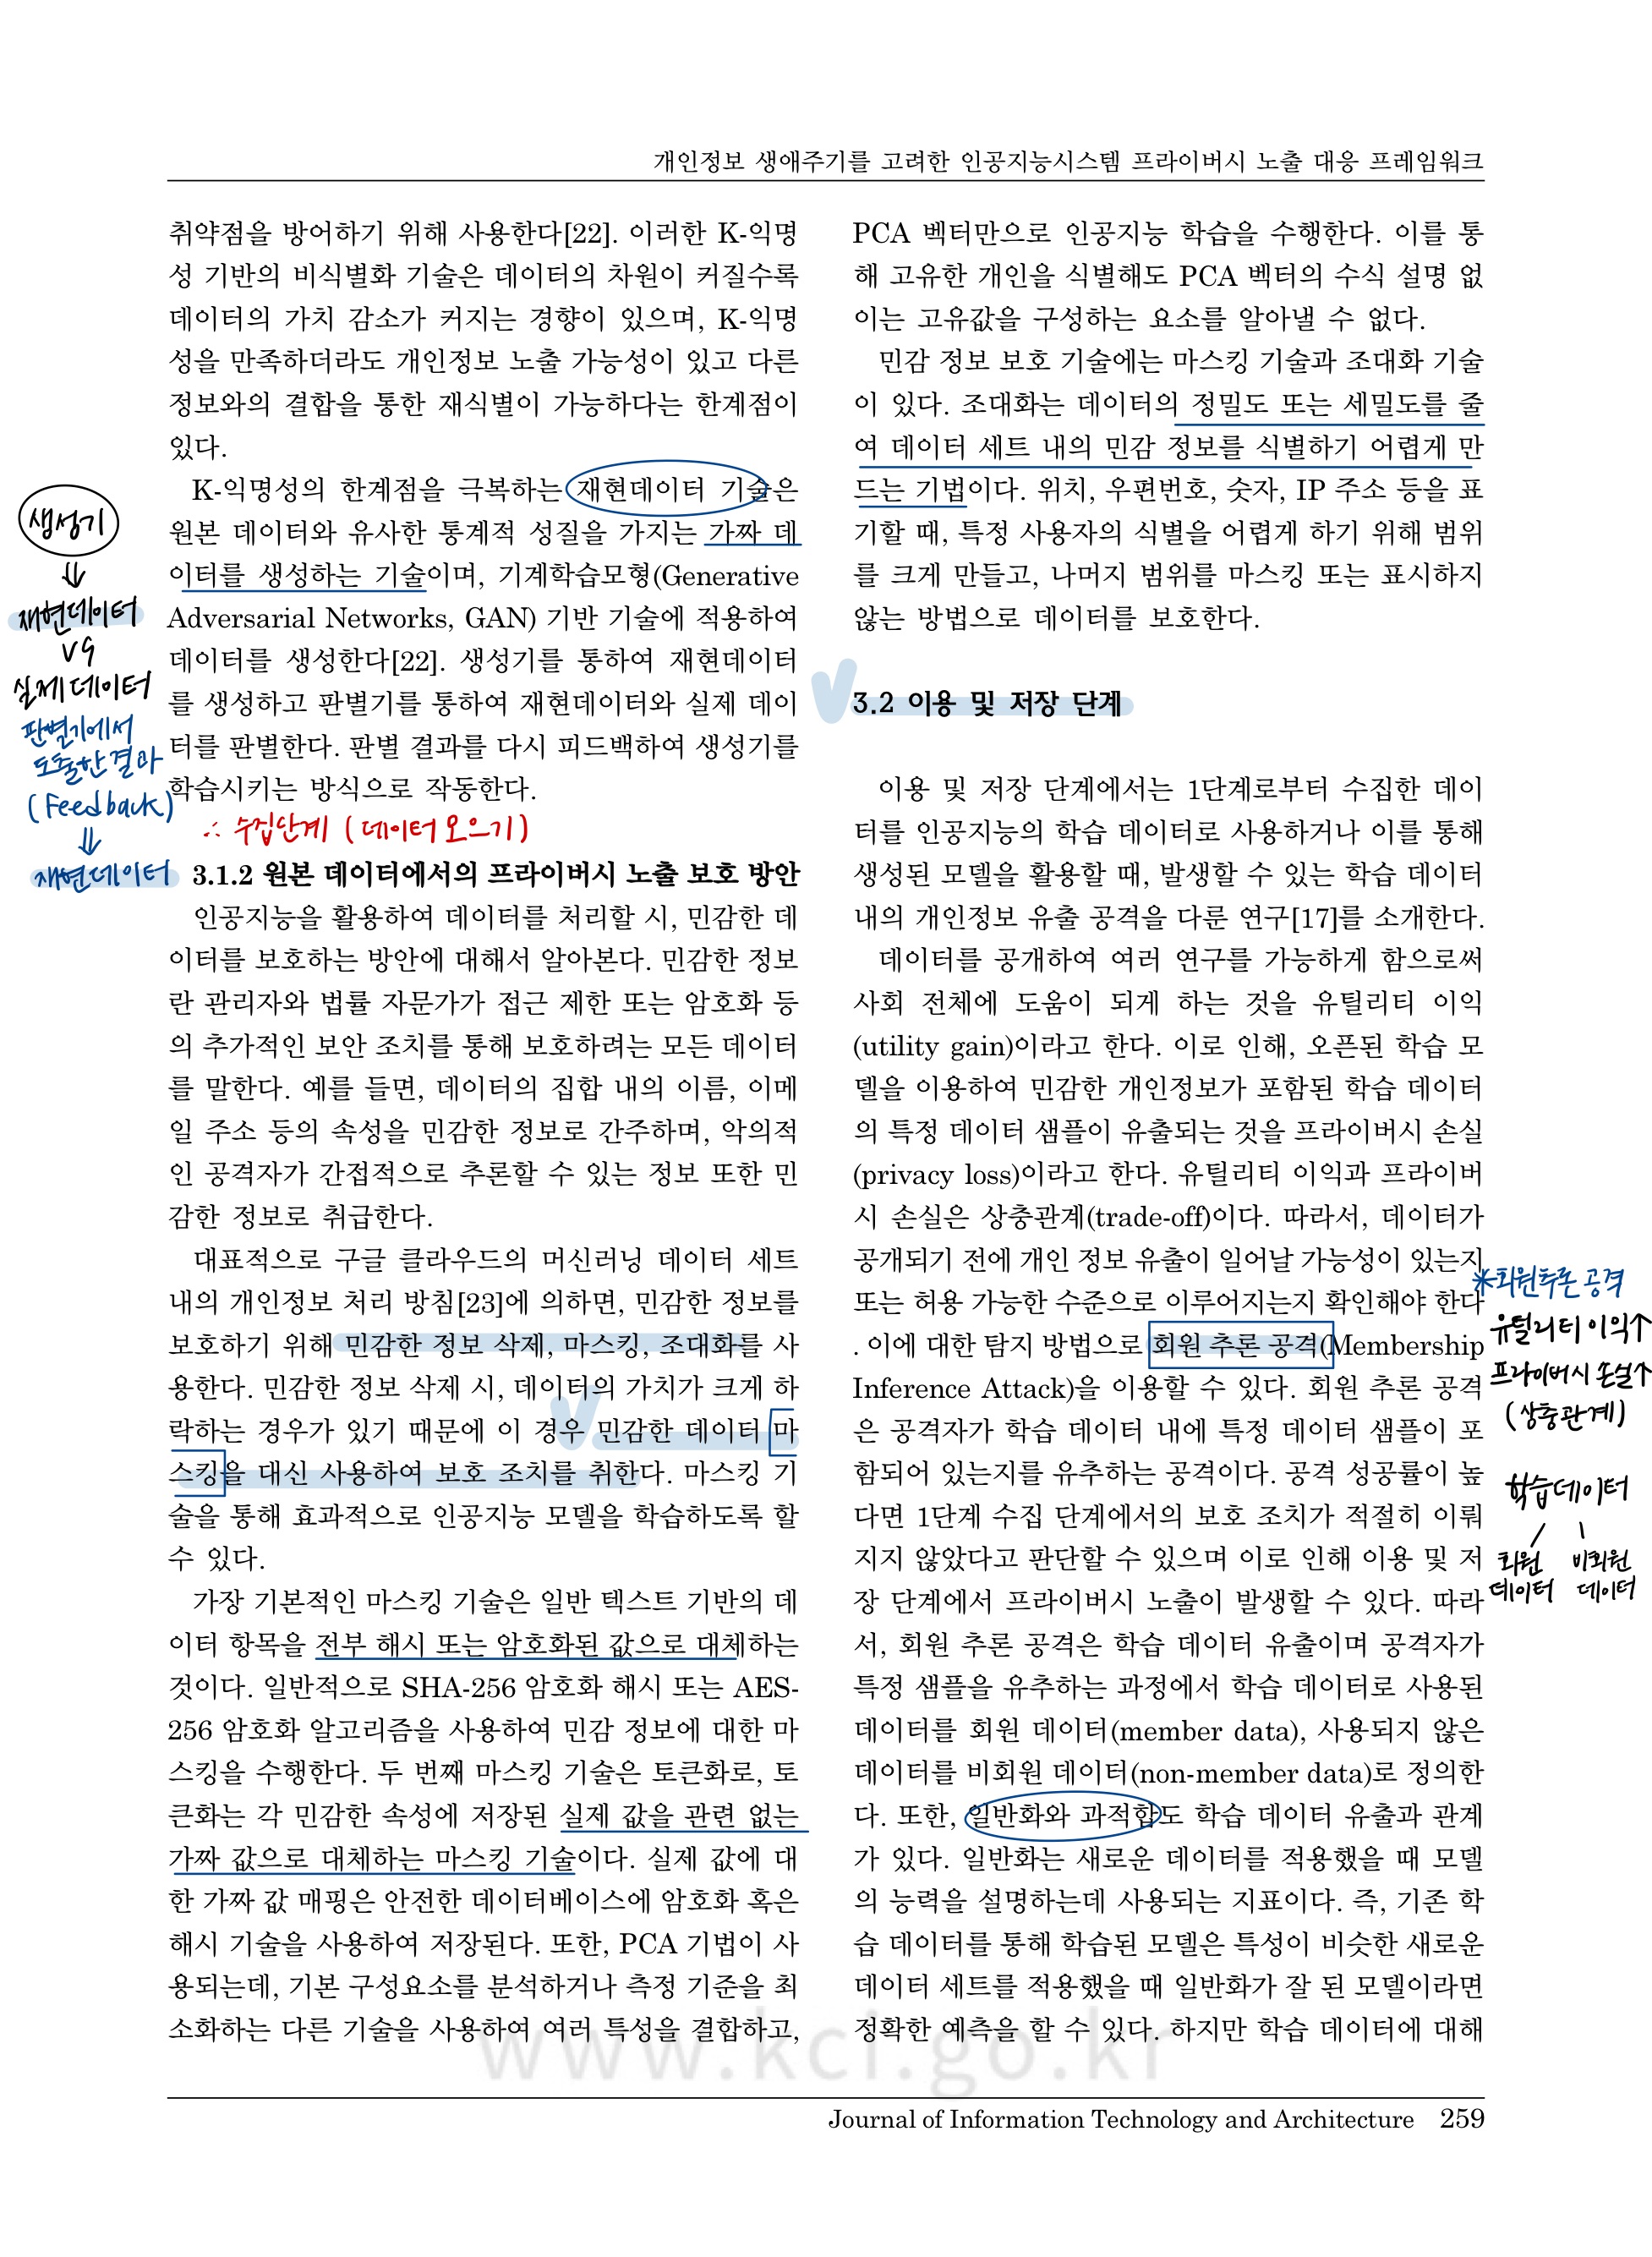 개인정보 생애주기를 고려한 인공지능시스템 프라이버시 노출 대응 프레임워크
취약점을 방어하기 위해 사용한다[22]. 이러한 K-익명
성 기반의 비식별화 기술은 데이터의 차원이 커질수록
데이터의 가치 감소가 커지는 경향이 있으며, K-익명
성을 만족하더라도 개인정보 노출 가능성이 있고 다른
정보와의 결합을 통한 재식별이 가능하다는 한계점이
있다.
K-익명성의 한계점을 극복하는 재현데이터 기술은
원본 데이터와 유사한 통계적 성질을 가지는 가짜 데
이터를 생성하는 기술이며, 기계학습모형(Generative
Adversarial Networks, GAN) 기반 기술에 적용하여
데이터를 생성한다[22]. 생성기를 통하여 재현데이터
를 생성하고 판별기를 통하여 재현데이터와 실제 데이
터를 판별한다. 판별 결과를 다시 피드백하여 생성기를
학습시키는 방식으로 작동한다.
생성기
⇓
재현데이터
VS
실제데이터
판별기에서
도출한 결과
(Feedback)
⇓
재현데이터
∴ 수집단계 (데이터 모으기)
3.1.2 원본 데이터에서의 프라이버시 노출 보호 방안
인공지능을 활용하여 데이터를 처리할 시, 민감한 데
이터를 보호하는 방안에 대해서 알아본다. 민감한 정보
란 관리자와 법률 자문가가 접근 제한 또는 암호화 등
의 추가적인 보안 조치를 통해 보호하려는 모든 데이터
를 말한다. 예를 들면, 데이터의 집합 내의 이름, 이메
일 주소 등의 속성을 민감한 정보로 간주하며, 악의적
인 공격자가 간접적으로 추론할 수 있는 정보 또한 민
감한 정보로 취급한다.
대표적으로 구글 클라우드의 머신러닝 데이터 세트
내의 개인정보 처리 방침[23]에 의하면, 민감한 정보를
보호하기 위해 민감한 정보 삭제, 마스킹, 조대화를 사
용한다. 민감한 정보 삭제 시, 데이터의 가치가 크게 하
락하는 경우가 있기 때문에 이 경우 민감한 데이터 마
스킹을 대신 사용하여 보호 조치를 취한다. 마스킹 기
술을 통해 효과적으로 인공지능 모델을 학습하도록 할
수 있다.
가장 기본적인 마스킹 기술은 일반 텍스트 기반의 데
이터 항목을 전부 해시 또는 암호화된 값으로 대체하는
것이다. 일반적으로 SHA-256 암호화 해시 또는 AES-
256 암호화 알고리즘을 사용하여 민감 정보에 대한 마
스킹을 수행한다. 두 번째 마스킹 기술은 토큰화로, 토
큰화는 각 민감한 속성에 저장된 실제 값을 관련 없는
가짜 값으로 대체하는 마스킹 기술이다. 실제 값에 대
한 가짜 값 매핑은 안전한 데이터베이스에 암호화 혹은
해시 기술을 사용하여 저장된다. 또한, PCA 기법이 사
용되는데, 기본 구성요소를 분석하거나 측정 기준을 최
소화하는 다른 기술을 사용하여 여러 특성을 결합하고,
PCA 벡터만으로 인공지능 학습을 수행한다. 이를 통
해 고유한 개인을 식별해도 PCA 벡터의 수식 설명 없
이는 고유값을 구성하는 요소를 알아낼 수 없다.
민감 정보 보호 기술에는 마스킹 기술과 조대화 기술
이 있다. 조대화는 데이터의 정밀도 또는 세밀도를 줄
여 데이터 세트 내의 민감 정보를 식별하기 어렵게 만
드는 기법이다. 위치, 우편번호, 숫자, IP 주소 등을 표
기할 때, 특정 사용자의 식별을 어렵게 하기 위해 범위
를 크게 만들고, 나머지 범위를 마스킹 또는 표시하지
않는 방법으로 데이터를 보호한다.
3.2 이용 및 저장 단계
이용 및 저장 단계에서는 1단계로부터 수집한 데이
터를 인공지능의 학습 데이터로 사용하거나 이를 통해
생성된 모델을 활용할 때, 발생할 수 있는 학습 데이터
내의 개인정보 유출 공격을 다룬 연구[17]를 소개한다.
데이터를 공개하여 여러 연구를 가능하게 함으로써
사회 전체에 도움이 되게 하는 것을 유틸리티 이익
(utility gain)이라고 한다. 이로 인해, 오픈된 학습 모
델을 이용하여 민감한 개인정보가 포함된 학습 데이터
의 특정 데이터 샘플이 유출되는 것을 프라이버시 손실
(privacy loss)이라고 한다. 유틸리티 이익과 프라이버
시 손실은 상충관계(trade-off)이다. 따라서, 데이터가
공개되기 전에 개인 정보 유출이 일어날 가능성이 있는지
또는 허용 가능한 수준으로 이루어지는지 확인해야 한다
. 이에 대한 탐지 방법으로 회원 추론 공격(Membership
Inference Attack)을 이용할 수 있다. 회원 추론 공격
은 공격자가 학습 데이터 내에 특정 데이터 샘플이 포
함되어 있는지를 유추하는 공격이다. 공격 성공률이 높
다면 1단계 수집 단계에서의 보호 조치가 적절히 이뤄
지지 않았다고 판단할 수 있으며 이로 인해 이용 및 저
장 단계에서 프라이버시 노출이 발생할 수 있다. 따라
서, 회원 추론 공격은 학습 데이터 유출이며 공격자가
특정 샘플을 유추하는 과정에서 학습 데이터로 사용된
데이터를 회원 데이터(member data), 사용되지 않은
데이터를 비회원 데이터(non-member data)로 정의한
다. 또한, 일반화와 과적합도 학습 데이터 유출과 관계
가 있다. 일반화는 새로운 데이터를 적용했을 때 모델
의 능력을 설명하는데 사용되는 지표이다. 즉, 기존 학
습 데이터를 통해 학습된 모델은 특성이 비슷한 새로운
데이터 세트를 적용했을 때 일반화가 잘 된 모델이라면
정확한 예측을 할 수 있다. 하지만 학습 데이터에 대해
*회원추론 공격
유틸리티 이익↑
프라이버시 손실↑
(상충관계)
학습데이터
회원 비회원
데이터 데이터
www.kci.go.kr
Journal of Information Technology and Architecture 259